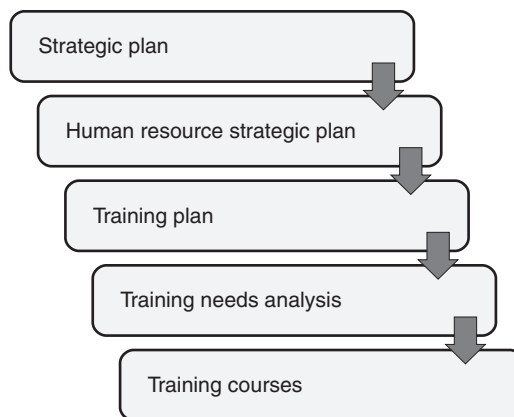 Strategic plan
Human resource strategic plan
Training plan
Training needs analysis
Training courses